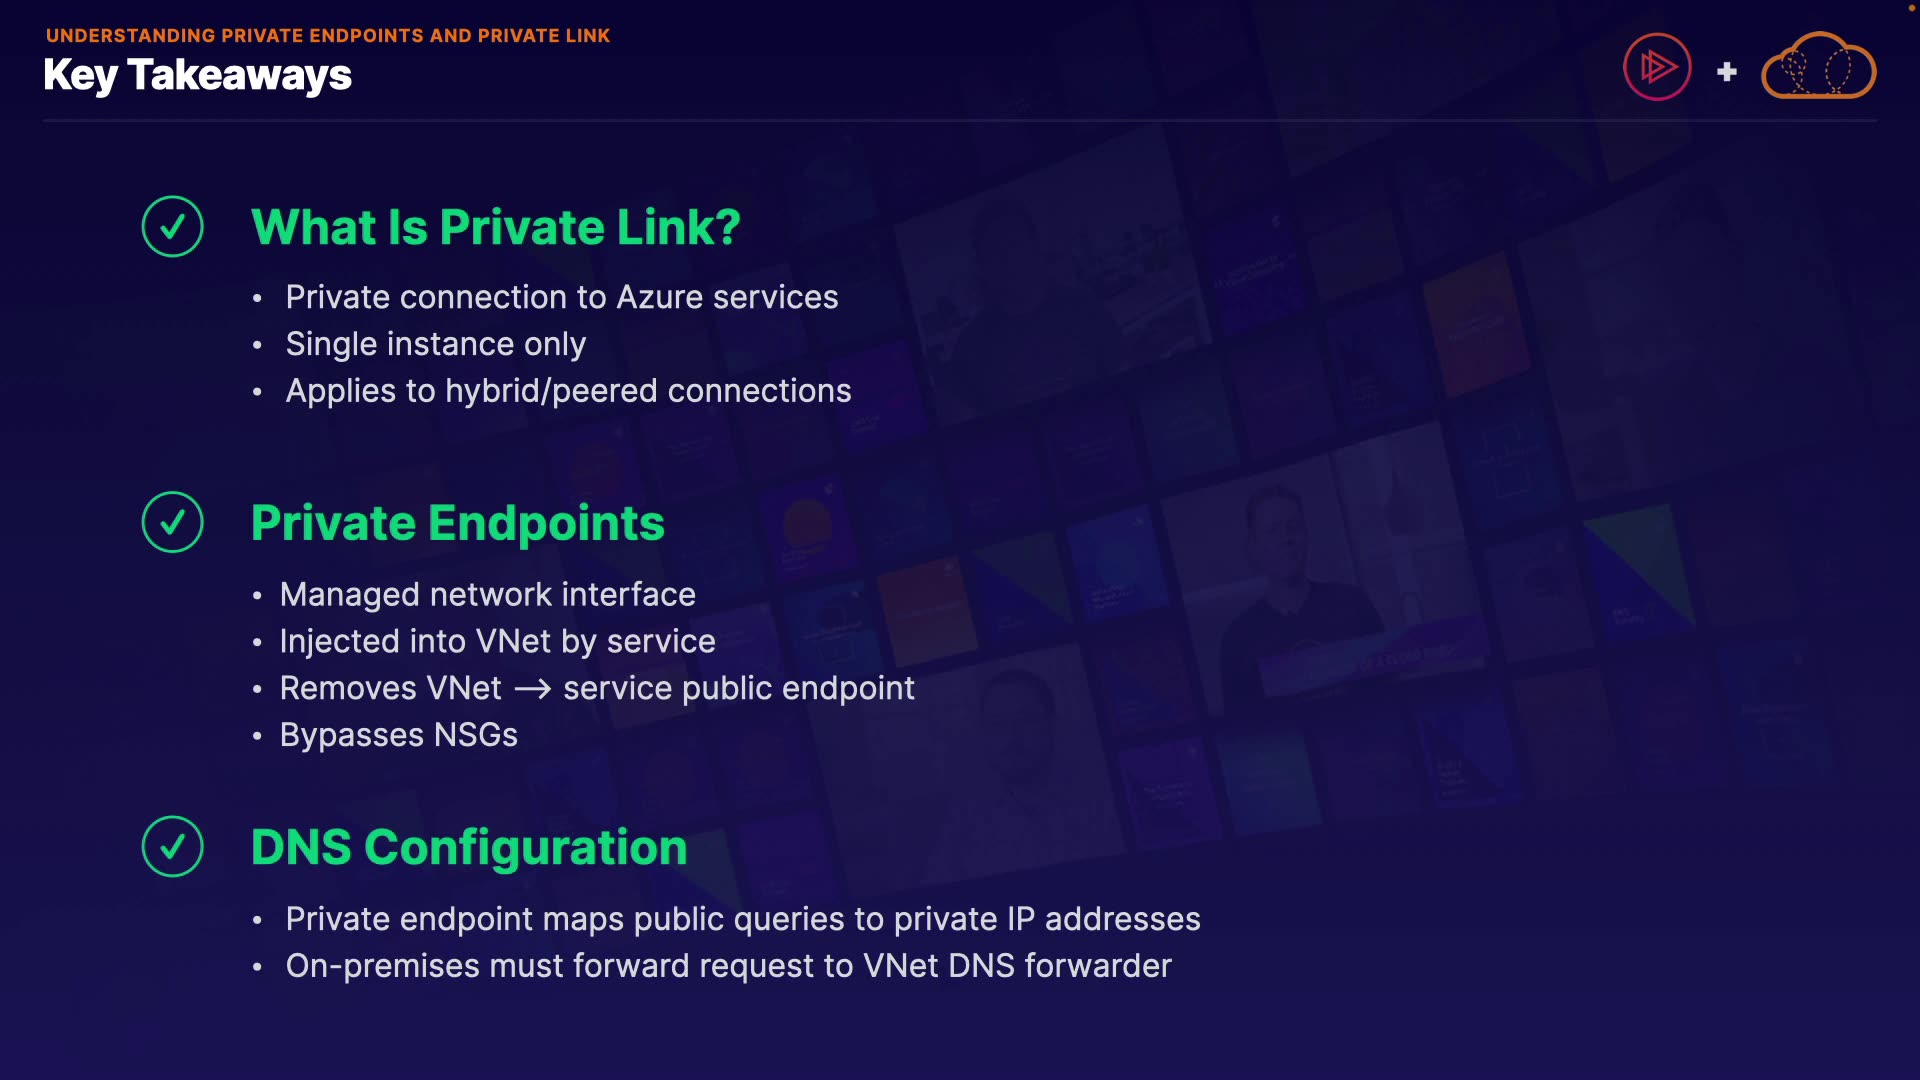 UNDERSTANDING PRIVATE ENDPOINTS AND PRIVATE LINK
Key Takeaways
What Is Private Link?
• Private connection to Azure services
• Single instance only
• Applies to hybrid/peered connections
Private Endpoints
• Managed network interface
• Injected into VNet by service
• Removes VNet → service public endpoint
• Bypasses NSGs
DNS Configuration
• Private endpoint maps public queries to private IP addresses
• On-premises must forward request to VNet DNS forwarder